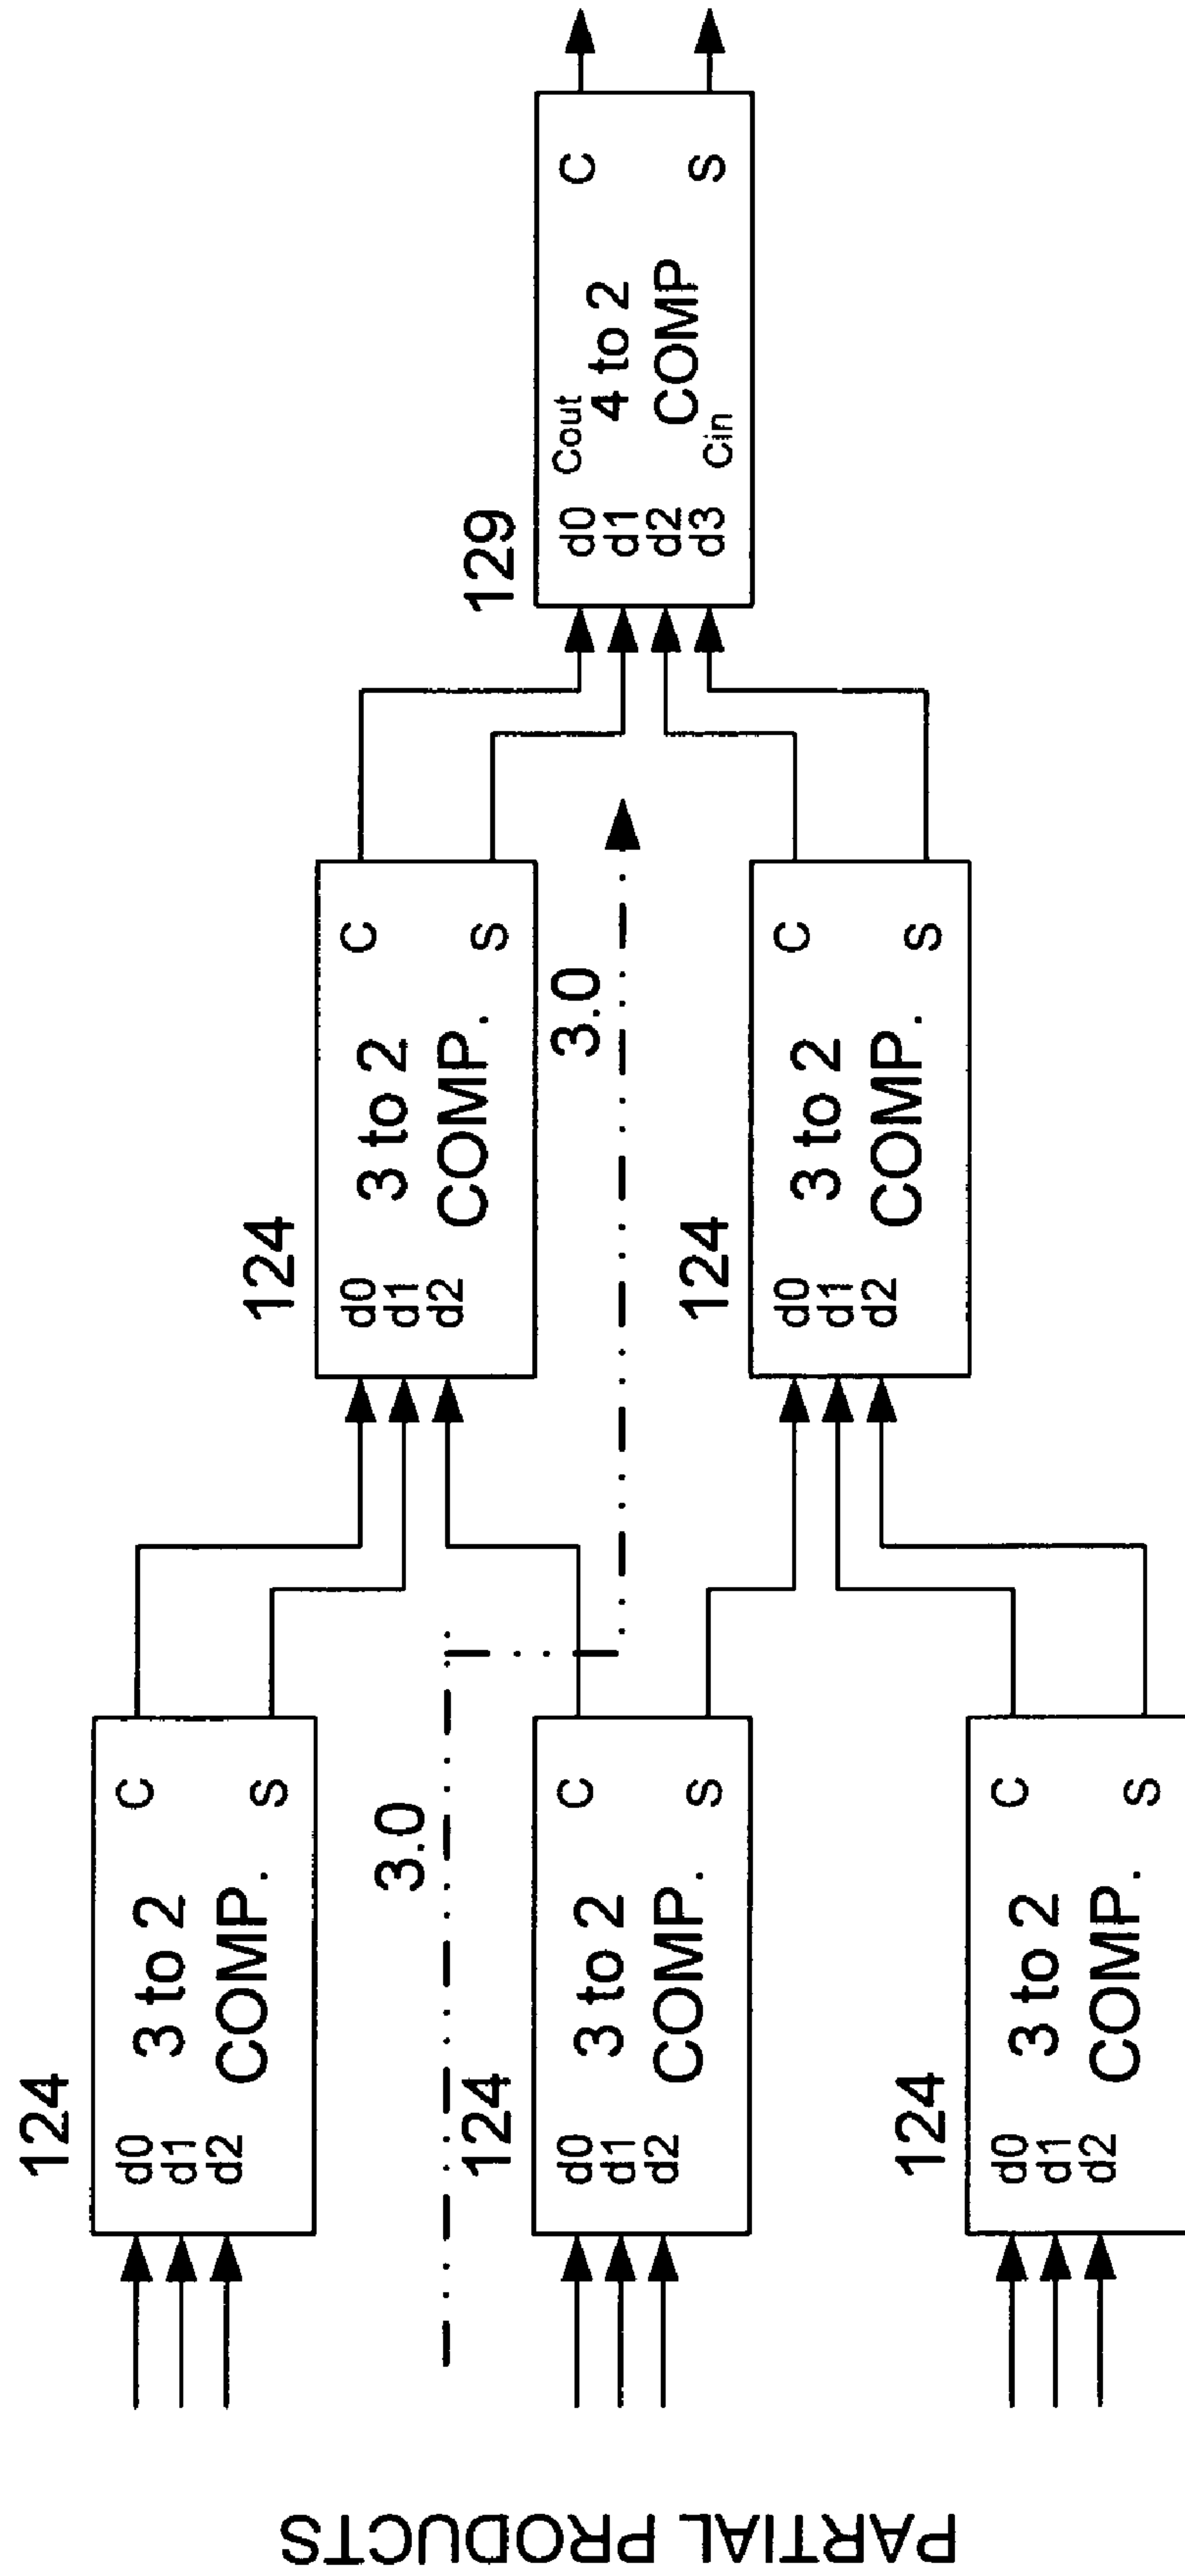 PARTIAL PRODUCTS
124
d0
d1
d2
3 to 2
COMP.
C
S
3.0
124
d0
d1
d2
3 to 2
COMP.
C
S
124
d0
d1
d2
3 to 2
COMP.
C
S
124
d0
d1
d2
3 to 2
COMP.
C
S
3.0
124
d0
d1
d2
3 to 2
COMP.
C
S
129
d0
d1
d2
d3
Cout
4 to 2
COMP
Cin
C
S